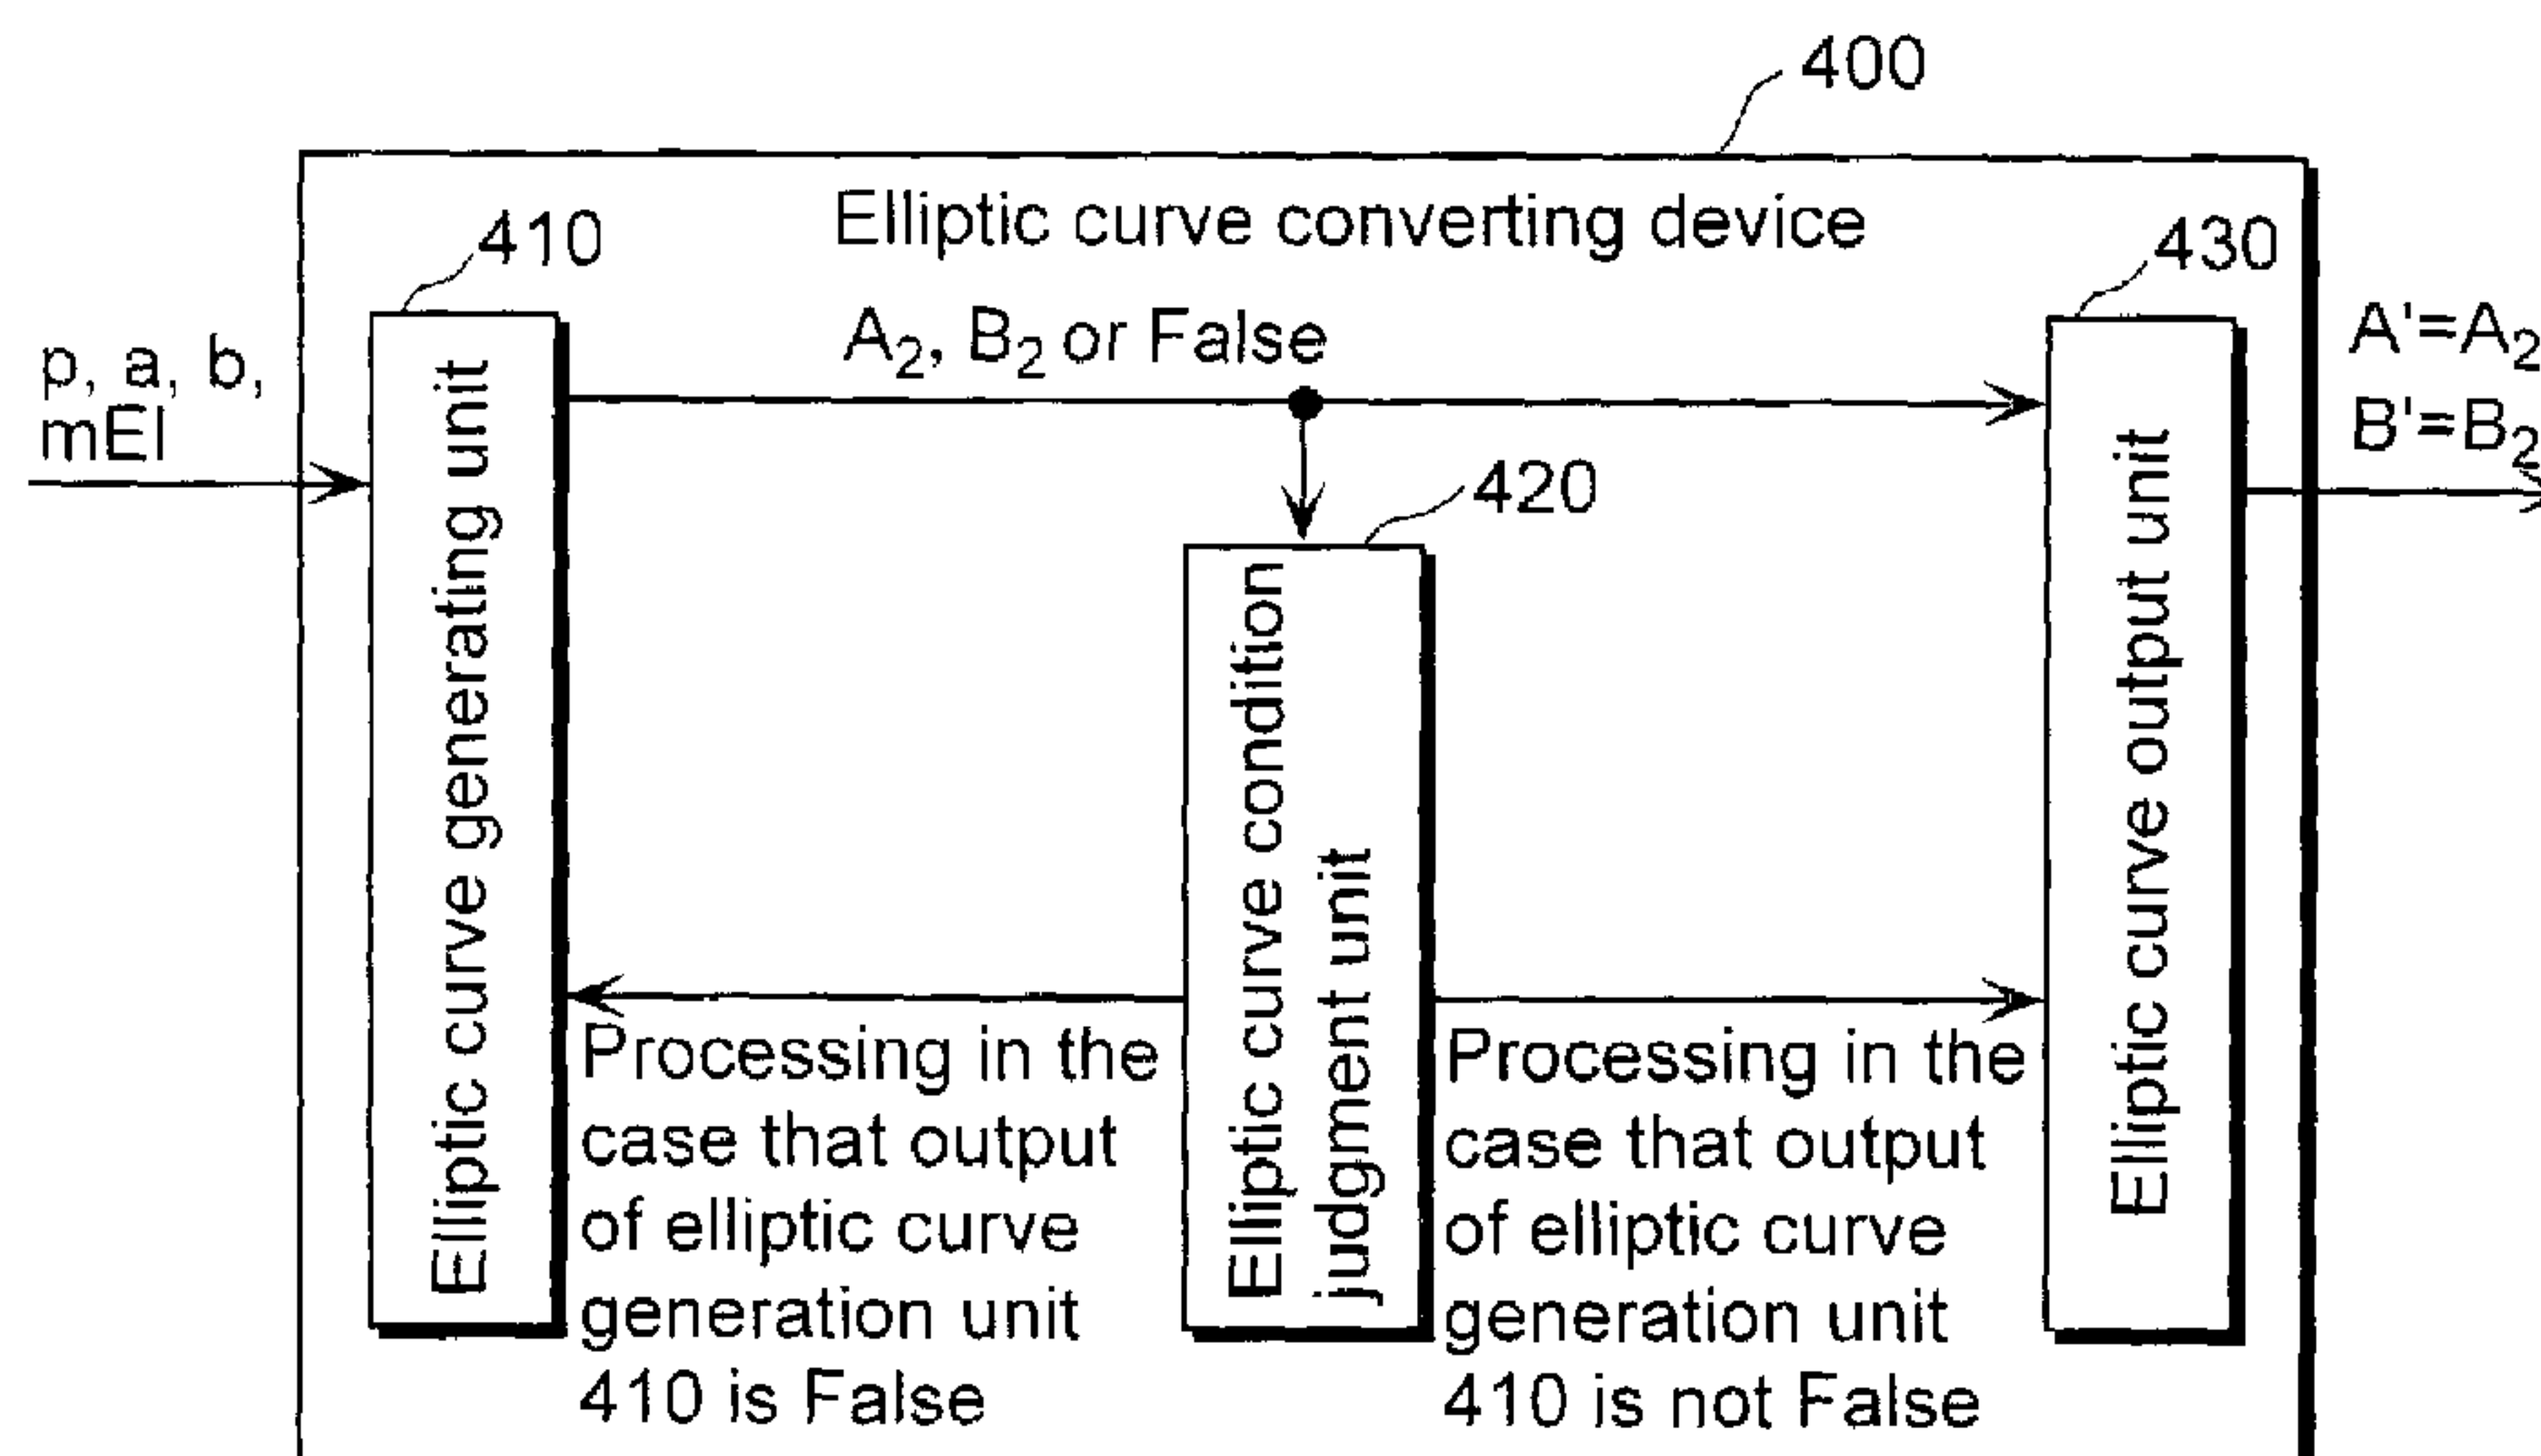 400
Elliptic curve converting device
410
430
p, a, b,
mEI
A₂, B₂ or False
A'=A₂
B'=B₂
420
Elliptic curve generating unit
Elliptic curve condition
judgment unit
Elliptic curve output unit
Processing in the
case that output
of elliptic curve
generation unit
410 is False
Processing in the
case that output
of elliptic curve
generation unit
410 is not False